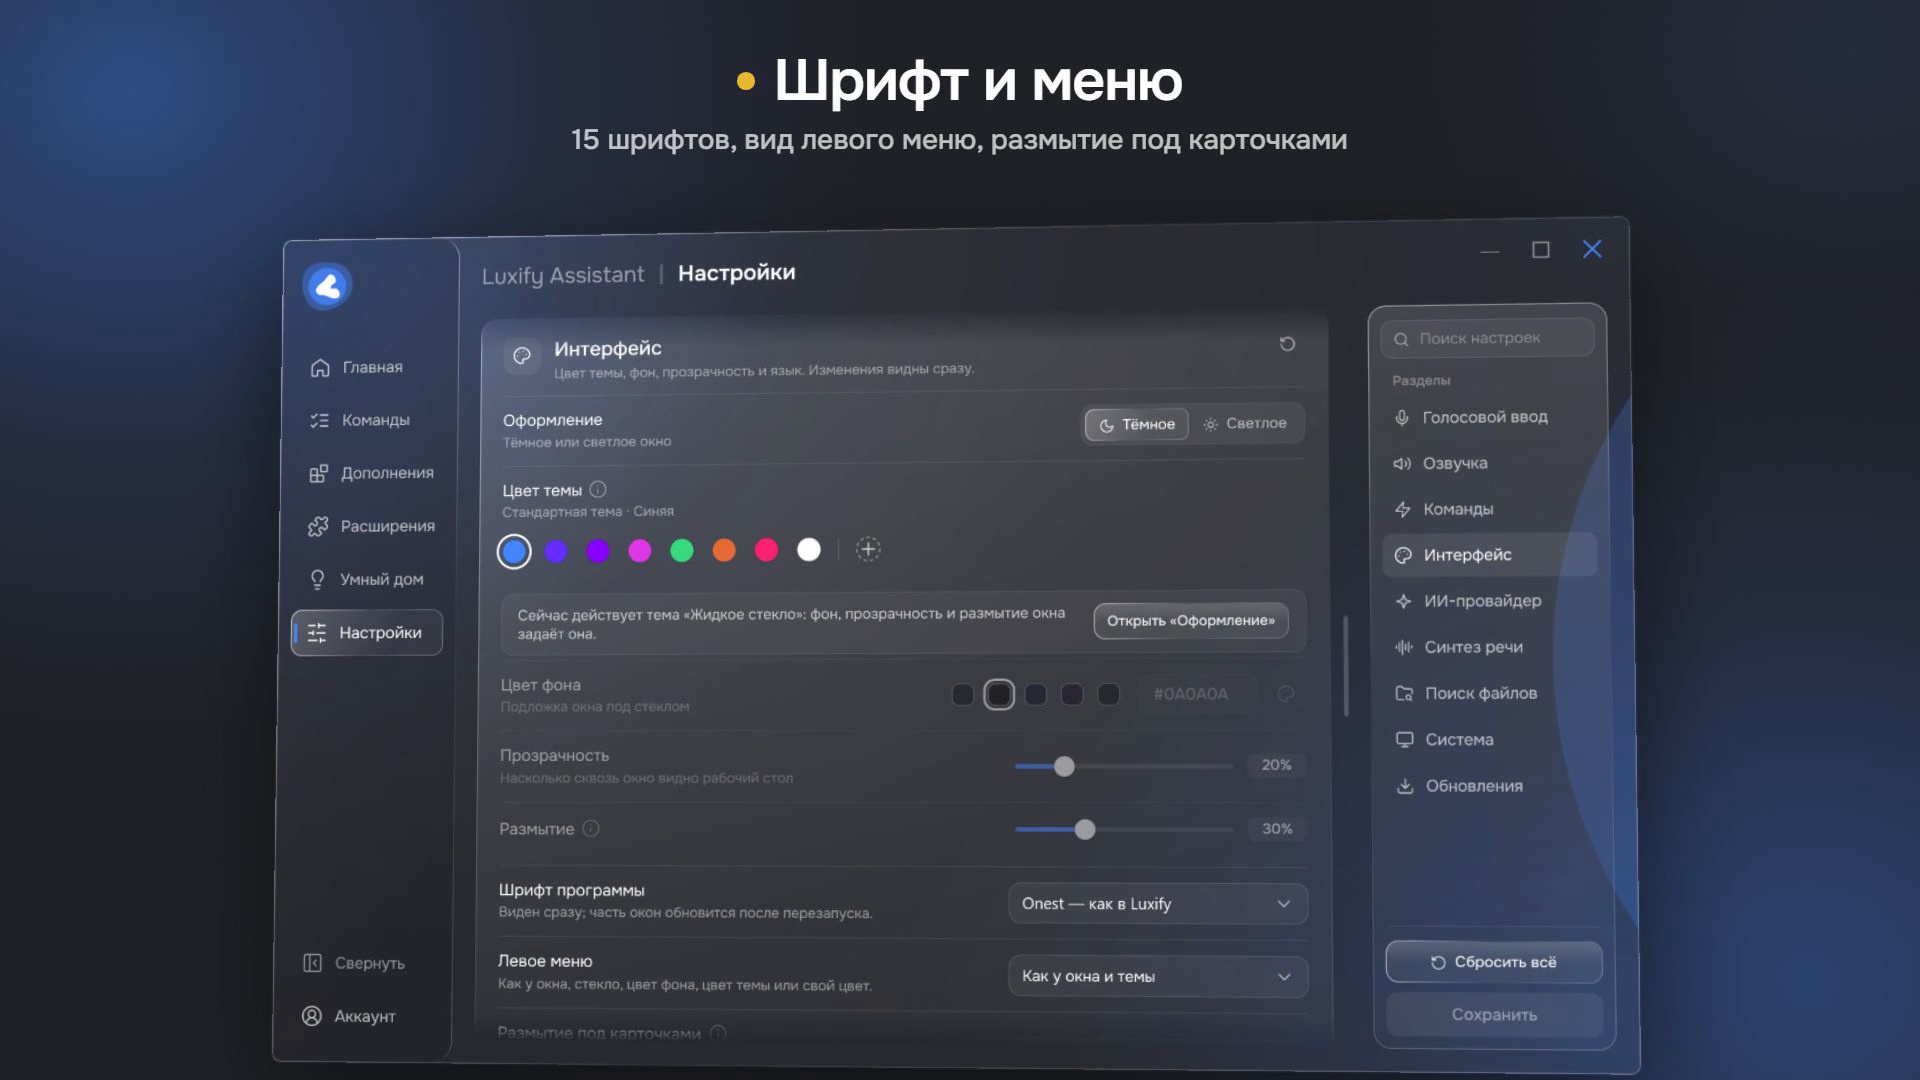 Шрифт и меню
15 шрифтов, вид левого меню, размытие под карточками
Luxify Assistant | Настройки
Главная
Команды
Дополнения
Расширения
Умный дом
Настройки
Свернуть
Аккаунт
Интерфейс
Цвет темы, фон, прозрачность и язык. Изменения видны сразу.
Оформление
Тёмное или светлое окно
Тёмное
Светлое
Цвет темы
Стандартная тема · Синяя
Сейчас действует тема «Жидкое стекло»: фон, прозрачность и размытие окна
задаёт она.
Открыть «Оформление»
Цвет фона
Подложка окна под стеклом
#0A0A0A
Прозрачность
Насколько сквозь окно видно рабочий стол
20%
Размытие
30%
Шрифт программы
Виден сразу; часть окон обновится после перезапуска.
Onest — как в Luxify
Левое меню
Как у окна, стекло, цвет фона, цвет темы или свой цвет.
Как у окна и темы
Размытие под карточками
Поиск настроек
Разделы
Голосовой ввод
Озвучка
Команды
Интерфейс
ИИ-провайдер
Синтез речи
Поиск файлов
Система
Обновления
Сбросить всё
Сохранить